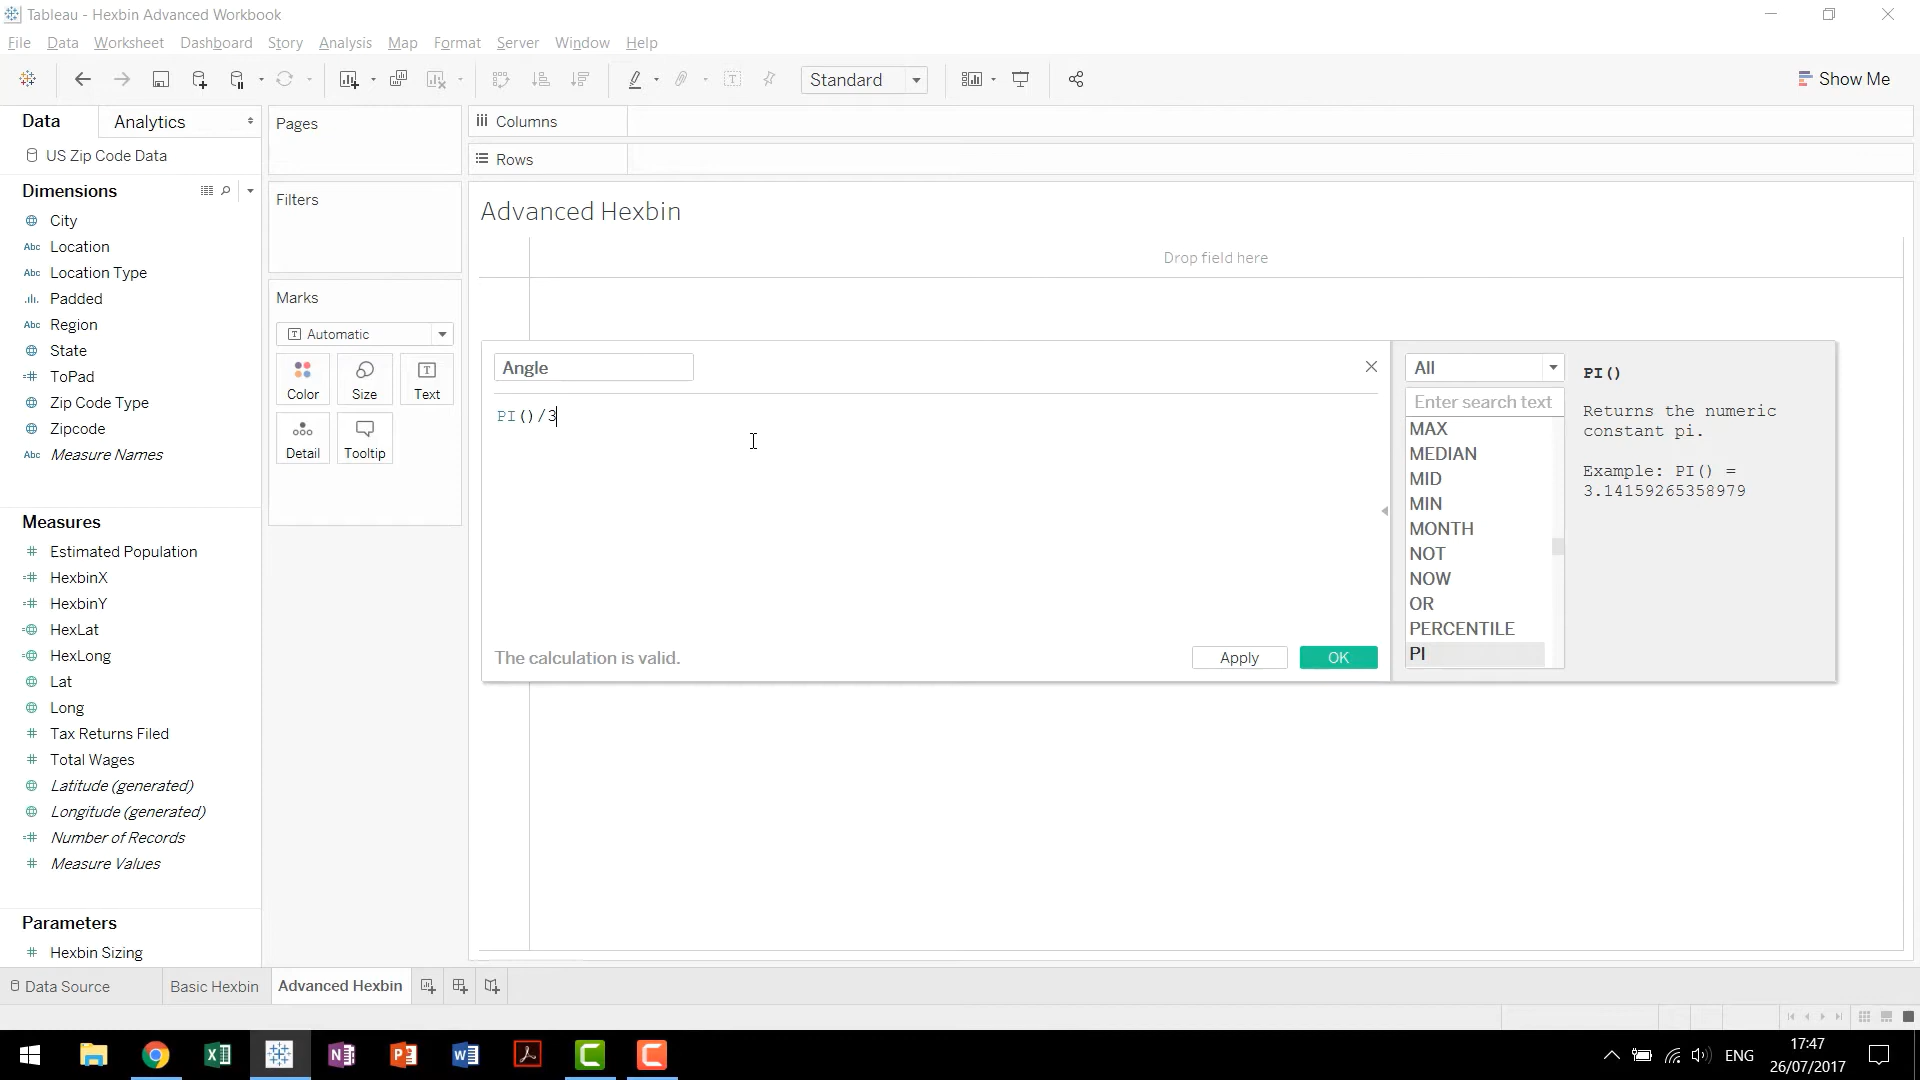 Tableau - Hexbin Advanced Workbook
File Data Worksheet Dashboard Story Analysis Map Format Server Window Help
Standard
Show Me
Data
Analytics
US Zip Code Data
Dimensions
City
Abc Location
Abc Location Type
Padded
Abc Region
State
ToPad
Abc Zip Code Type
Abc Zipcode
Abc Measure Names
Measures
Estimated Population
HexbinX
HexbinY
HexLat
HexLong
Lat
Long
Tax Returns Filed
Total Wages
Latitude (generated)
Longitude (generated)
Number of Records
Measure Values
Parameters
Hexbin Sizing
Pages
Filters
Marks
Automatic
Color
Size
Text
Detail
Tooltip
Columns
Rows
Advanced Hexbin
Drop field here
Angle
PI()/3
The calculation is valid.
Apply
OK
All
Enter search text
MAX
MEDIAN
MID
MIN
MONTH
NOT
NOW
OR
PERCENTILE
PI
PI()
Returns the numeric
constant pi.
Example: PI() =
3.14159265358979
Data Source
Basic Hexbin
Advanced Hexbin
ENG
17:47
26/07/2017